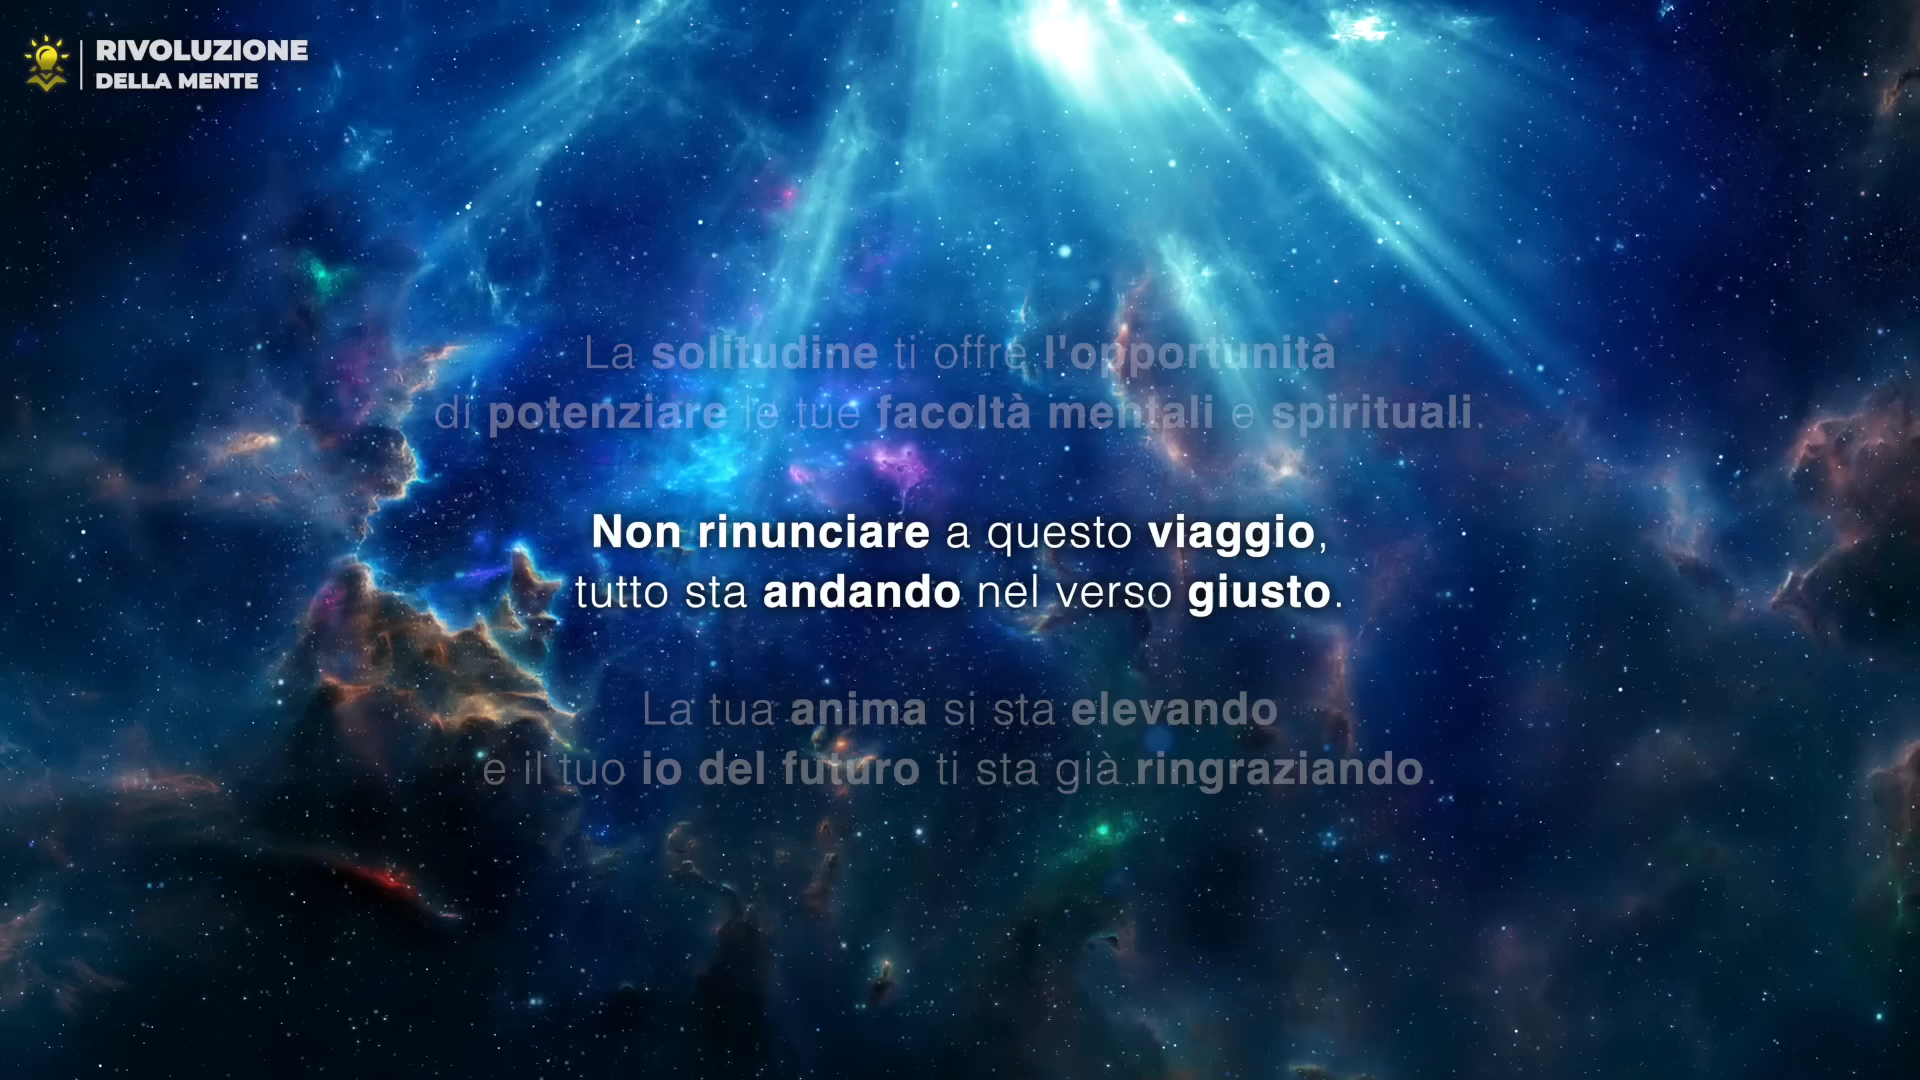 RIVOLUZIONE
DELLA MENTE
La solitudine ti offre l'opportunità
di potenziare le tue facoltà mentali e spirituali.
Non rinunciare a questo viaggio,
tutto sta andando nel verso giusto.
La tua anima si sta elevando
e il tuo io del futuro ti sta già ringraziando.